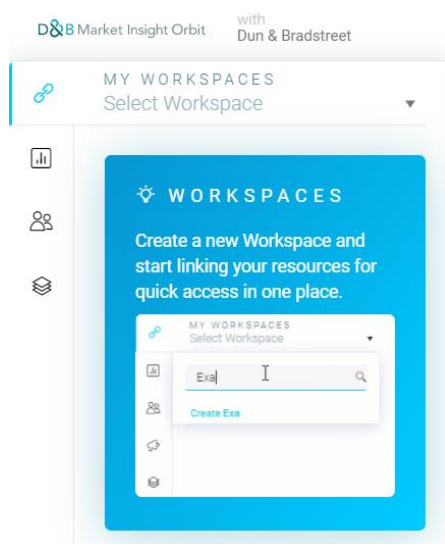 D&B Market Insight Orbit
with
Dun & Bradstreet
MY WORKSPACES
Select Workspace
WORKSPACES
Create a new Workspace and
start linking your resources for
quick access in one place.
MY WORKSPACES
Select Workspace
Exa
Create Exa